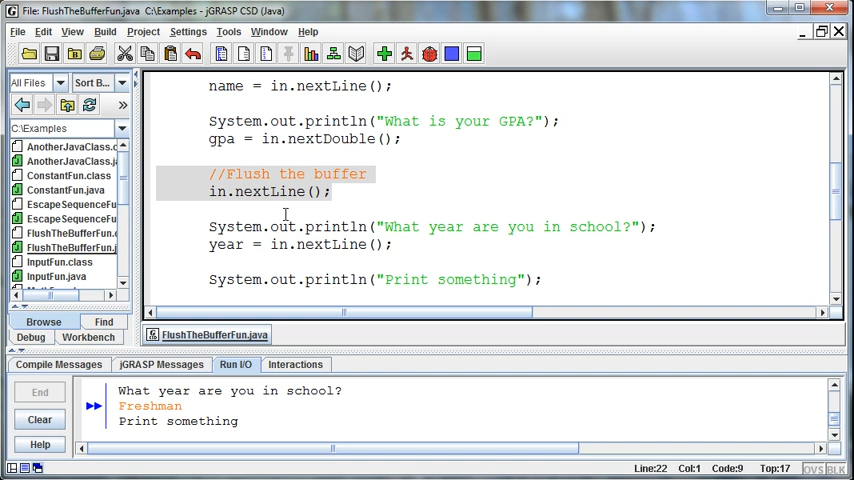 File: FlushTheBufferFun.java  C:\Examples - jGRASP CSD (Java)
File Edit View Build Project Settings Tools Window Help
All Files
Sort B...
C:\Examples
AnotherJavaClass.c
AnotherJavaClass.j
ConstantFun.class
ConstantFun.java
EscapeSequenceFu
EscapeSequenceFu
FlushTheBufferFun.c
FlushTheBufferFun.j
InputFun.class
InputFun.java
Browse Find
Debug Workbench
name = in.nextLine();
System.out.println("What is your GPA?");
gpa = in.nextDouble();
//Flush the buffer
in.nextLine();
System.out.println("What year are you in school?");
year = in.nextLine();
System.out.println("Print something");
FlushTheBufferFun.java
Compile Messages jGRASP Messages Run I/O Interactions
End
Clear
Help
What year are you in school?
Freshman
Print something
Line:22 Col:1 Code:9 Top:17 OVS BLK